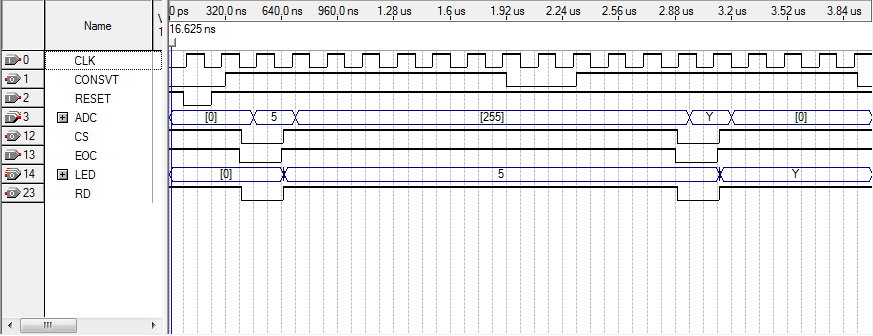 Name V 1 0 ps 320.0 ns 640.0 ns 960.0 ns 1.28 us 1.6 us 1.92 us 2.24 us 2.56 us 2.88 us 3.2 us 3.52 us 3.84 us
16.625 ns
0 CLK
1 CONSVT
2 RESET
3 ADC [0] 5 [255] Y [0]
12 CS
13 EOC
14 LED [0] 5 Y
23 RD